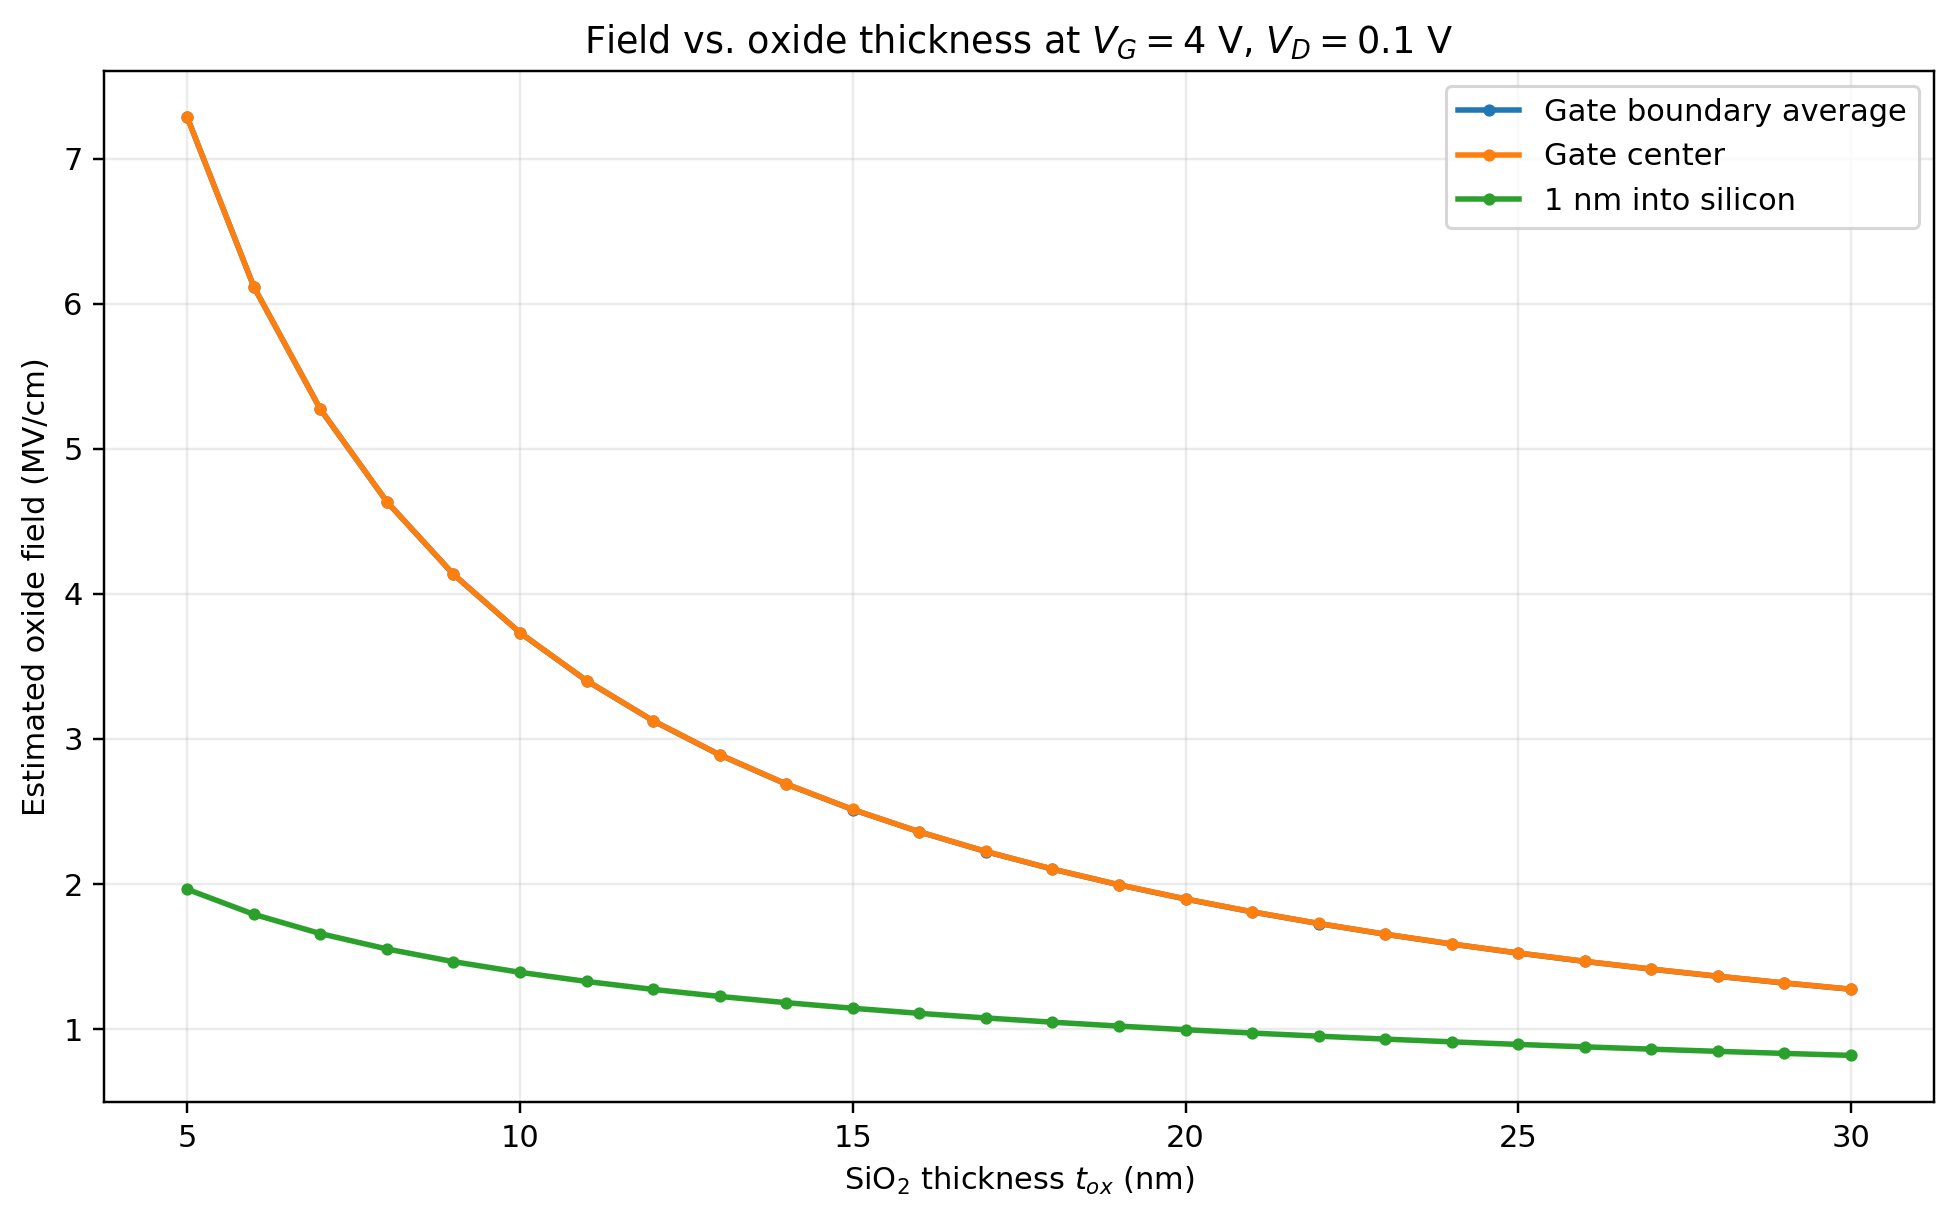 Field vs. oxide thickness at V_G = 4 V, V_D = 0.1 V
Gate boundary average
Gate center
1 nm into silicon
Estimated oxide field (MV/cm)
7
6
5
4
3
2
1
5 10 15 20 25 30
SiO₂ thickness t_ox (nm)